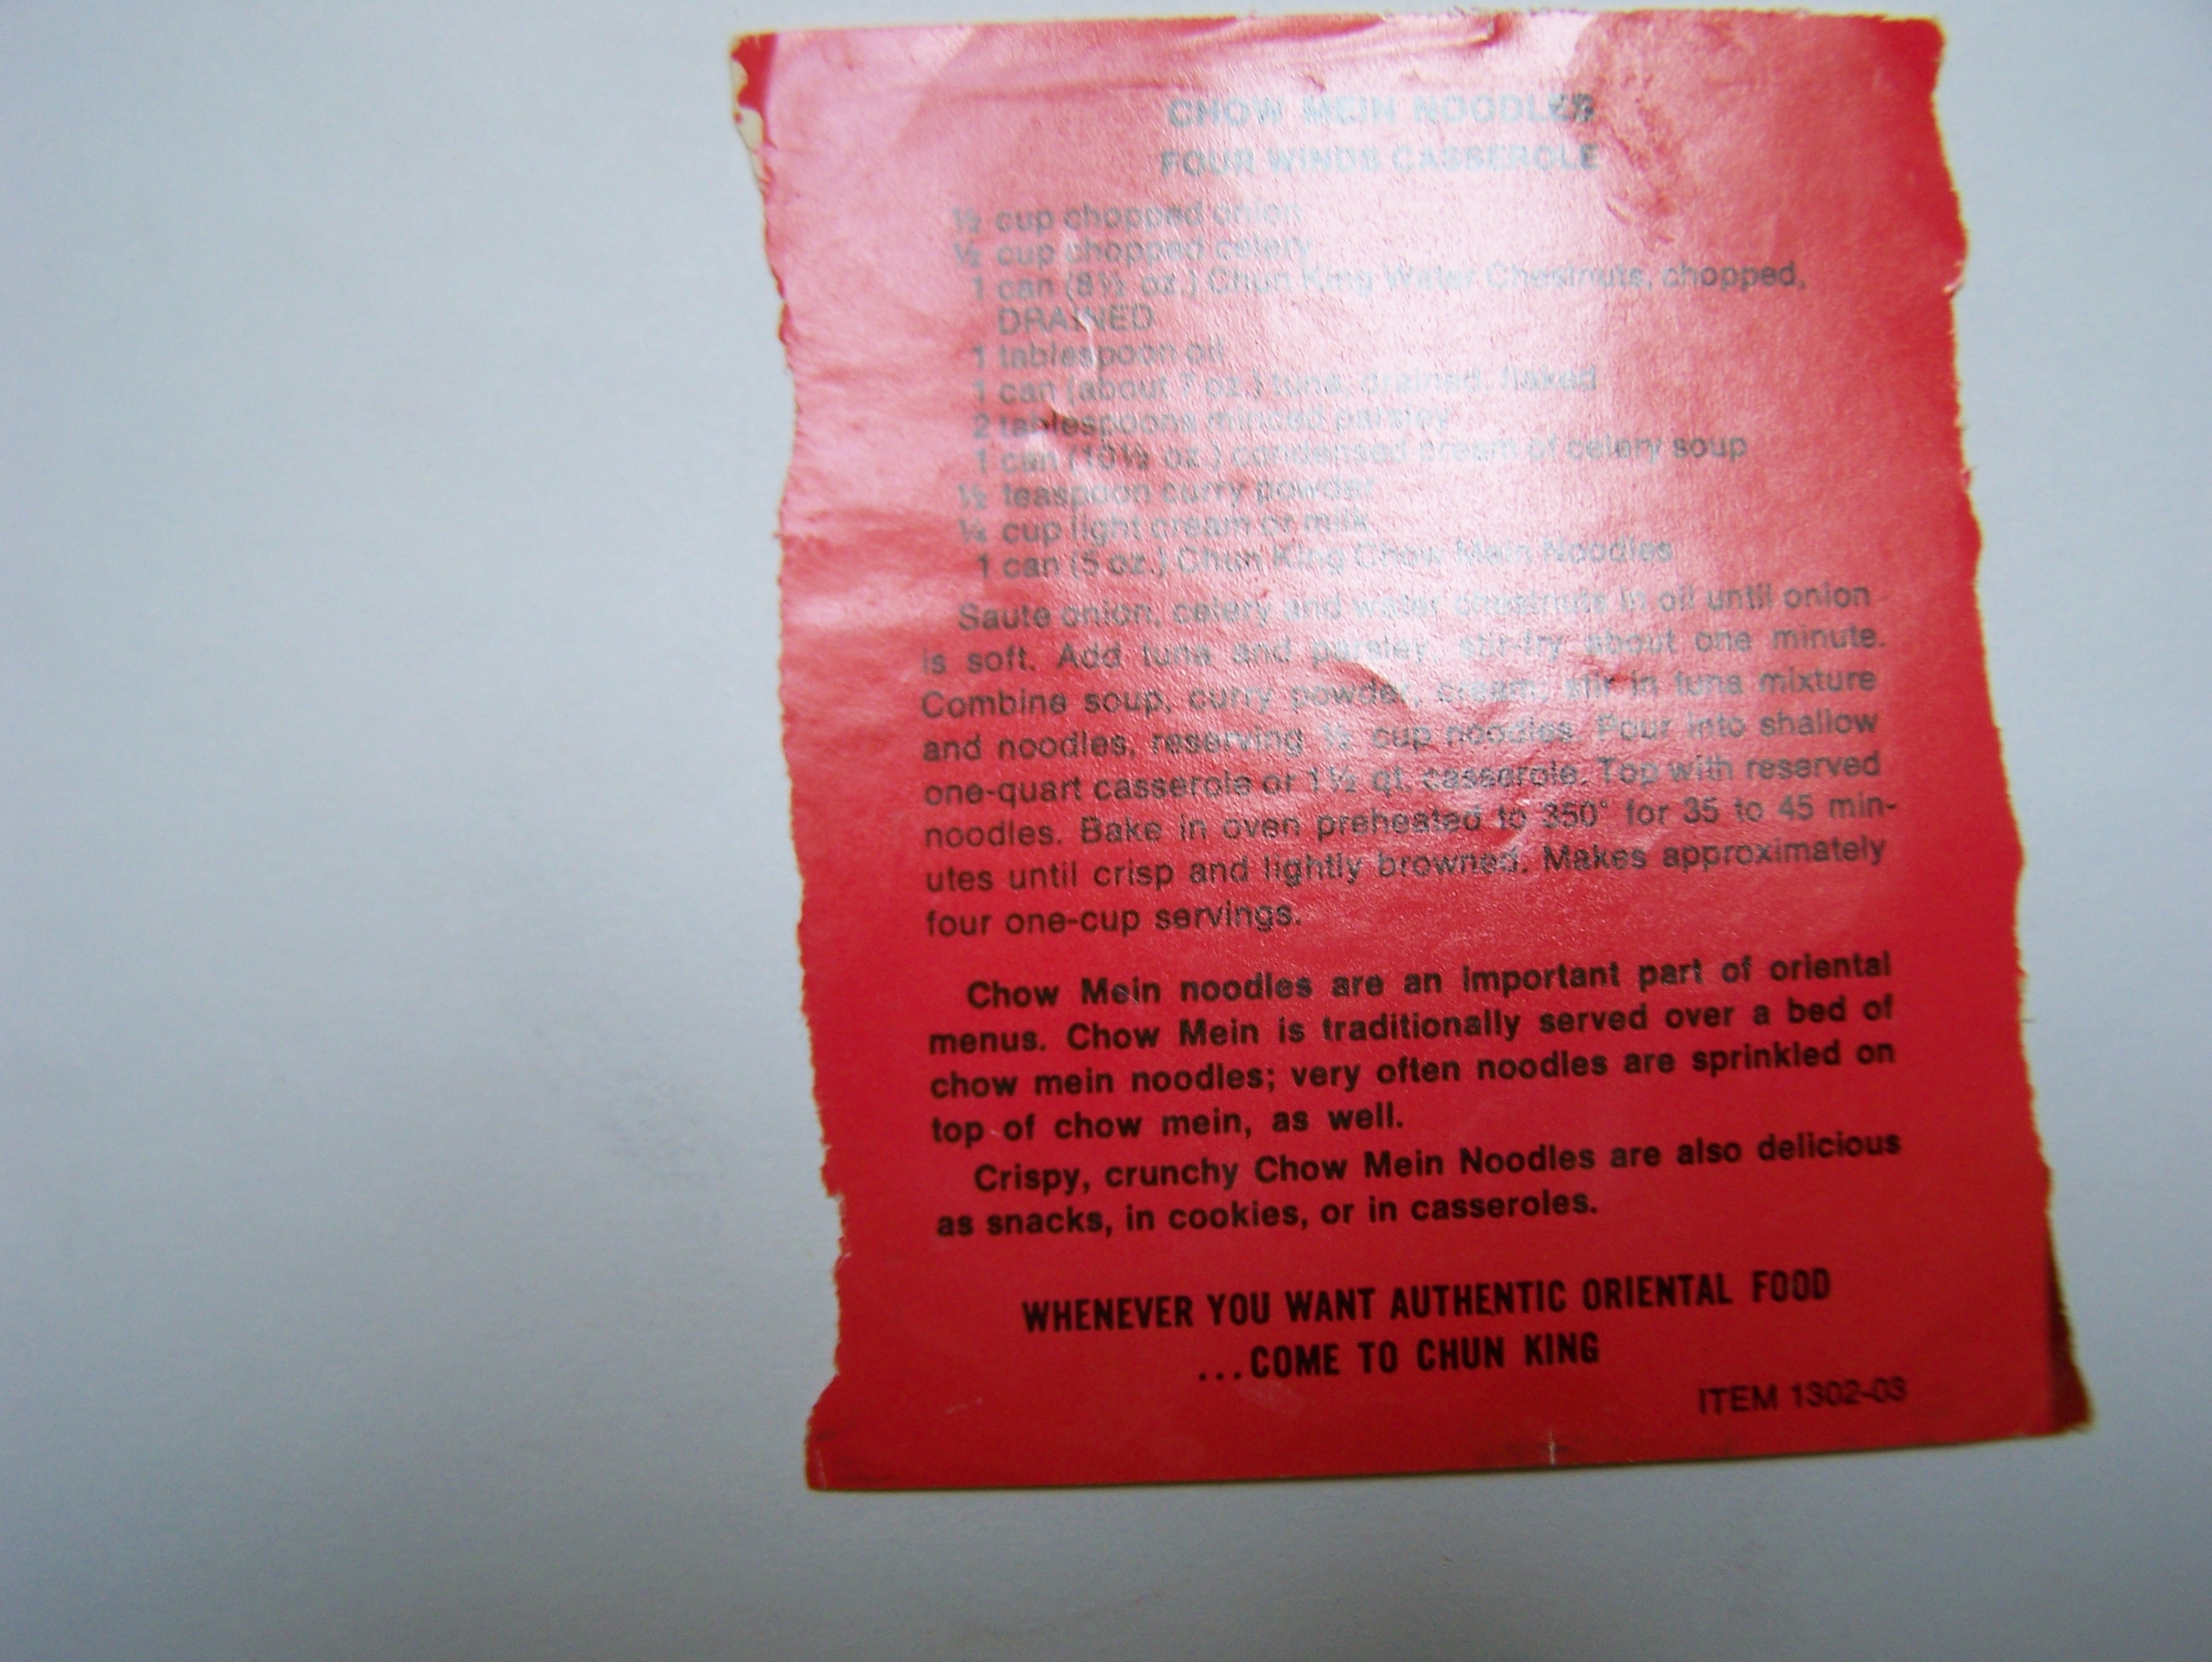 CHOW MEIN NOODLES
FOUR WINDS CASSEROLE
½ cup chopped onion
½ cup chopped celery
1 can (8½ oz.) Chun King Water Chestnuts, chopped,
DRAINED
1 tablespoon oil
1 can (about 7 oz.) tuna, drained, flaked
2 tablespoons minced parsley
1 can (10½ oz.) condensed cream of celery soup
½ teaspoon curry powder
¼ cup light cream or milk
1 can (5 oz.) Chun King Chow Mein Noodles
Saute onion, celery and water chestnuts in oil until onion
is soft. Add tuna and parsley, stir-fry about one minute.
Combine soup, curry powder, cream, stir in tuna mixture
and noodles, reserving cup noodles. Pour into shallow
one-quart casserole or 1½ qt. casserole. Top with reserved
noodles. Bake in oven preheated to 350° for 35 to 45 min-
utes until crisp and lightly browned. Makes approximately
four one-cup servings.
Chow Mein noodles are an important part of oriental
menus. Chow Mein is traditionally served over a bed of
chow mein noodles; very often noodles are sprinkled on
top of chow mein, as well.
Crispy, crunchy Chow Mein Noodles are also delicious
as snacks, in cookies, or in casseroles.
WHENEVER YOU WANT AUTHENTIC ORIENTAL FOOD
...COME TO CHUN KING
ITEM 1302-03